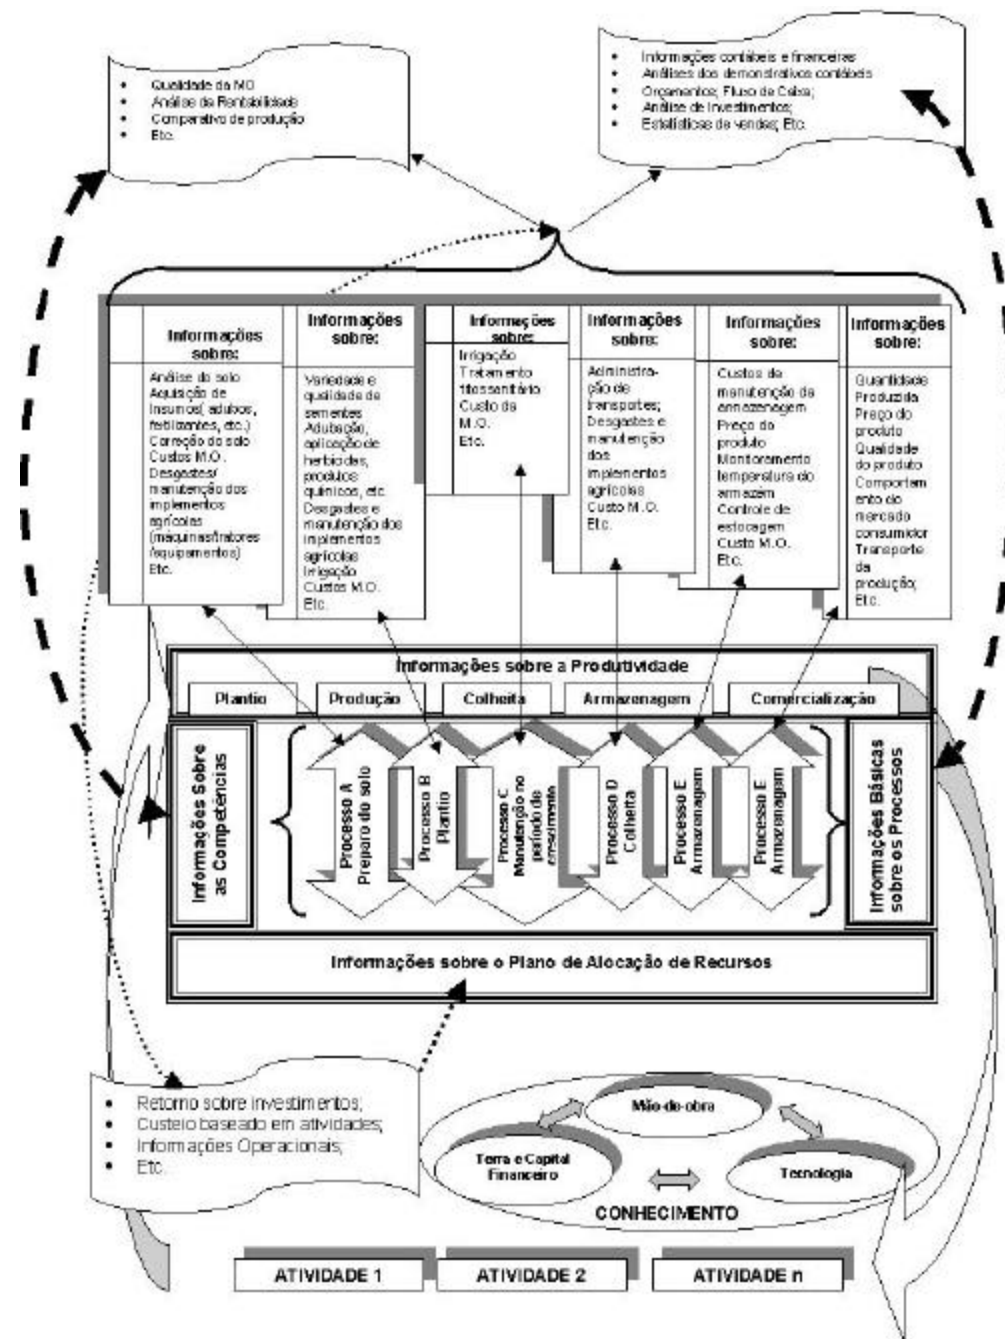 • Qualidade da MO
• Análise da Rentabilidade
• Comparativo de produção
• Etc.
• Informações contábeis e financeiras
• Análises dos demonstrativos contábeis
• Orçamentos; Fluxo de Caixa;
• Análise de Investimentos;
• Estatísticas de vendas; Etc.
Informações
sobre:
Análise do solo
Aquisição de
Insumos( adubos,
fertilizantes, etc.)
Correção do solo
Custos M.O.
Desgastes/
manutenção dos
implementos
agrícolas
(máquinas/tratores
/equipamentos)
Etc.
Informações
sobre:
Variedade e
qualidade de
sementes
Adubação,
aplicação de
herbicidas,
produtos
químicos, etc
Desgastes e
manutenção dos
implementos
agrícolas
Irrigação
Custos M.O.
Etc.
Informações
sobre:
Irrigação
Tratamento
fitossanitário
Custo da
M.O.
Etc.
Informações
sobre:
Administra-
ção de
transportes;
Desgastes e
manutenção
dos
implementos
agrícolas
Custo M.O.
Etc.
Informações
sobre:
Custos de
manutenção da
armazenagem
Preço do
produto
Monitoramento
temperatura do
armazém
Controle de
estocagem
Custo M.O.
Etc.
Informações
sobre:
Quantidade
Produzida
Preço do
produto
Qualidade
do produto
Comportam
ento do
mercado
consumidor
Transporte
da
produção;
Etc.
Informações sobre a Produtividade
Plantio
Produção
Colheita
Armazenagem
Comercialização
Informações Sobre
as Competências
Processo A
Preparo do solo
Processo B
Plantio
Processo C
Manutenção no
período de
crescimento
Processo D
Colheita
Processo E
Armazenagem
Processo E
Armazenagem
Informações Básicas
sobre os Processos
Informações sobre o Plano de Alocação de Recursos
• Retorno sobre investimentos;
• Custeio baseado em atividades;
• Informações Operacionais;
• Etc.
Mão-de-obra
Terra e Capital
Financeiro
Tecnologia
CONHECIMENTO
ATIVIDADE 1
ATIVIDADE 2
ATIVIDADE n